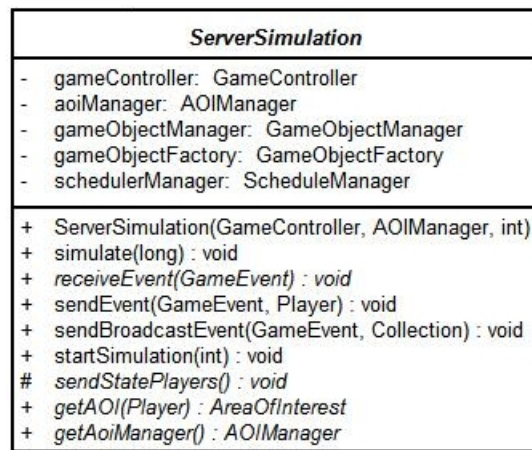 ServerSimulation
- gameController: GameController
- aoiManager: AOIManager
- gameObjectManager: GameObjectManager
- gameObjectFactory: GameObjectFactory
- schedulerManager: ScheduleManager
+ ServerSimulation(GameController, AOIManager, int)
+ simulate(long) : void
+ receiveEvent(GameEvent) : void
+ sendEvent(GameEvent, Player) : void
+ sendBroadcastEvent(GameEvent, Collection) : void
+ startSimulation(int) : void
# sendStatePlayers() : void
+ getAOI(Player) : AreaOfInterest
+ getAoiManager() : AOIManager